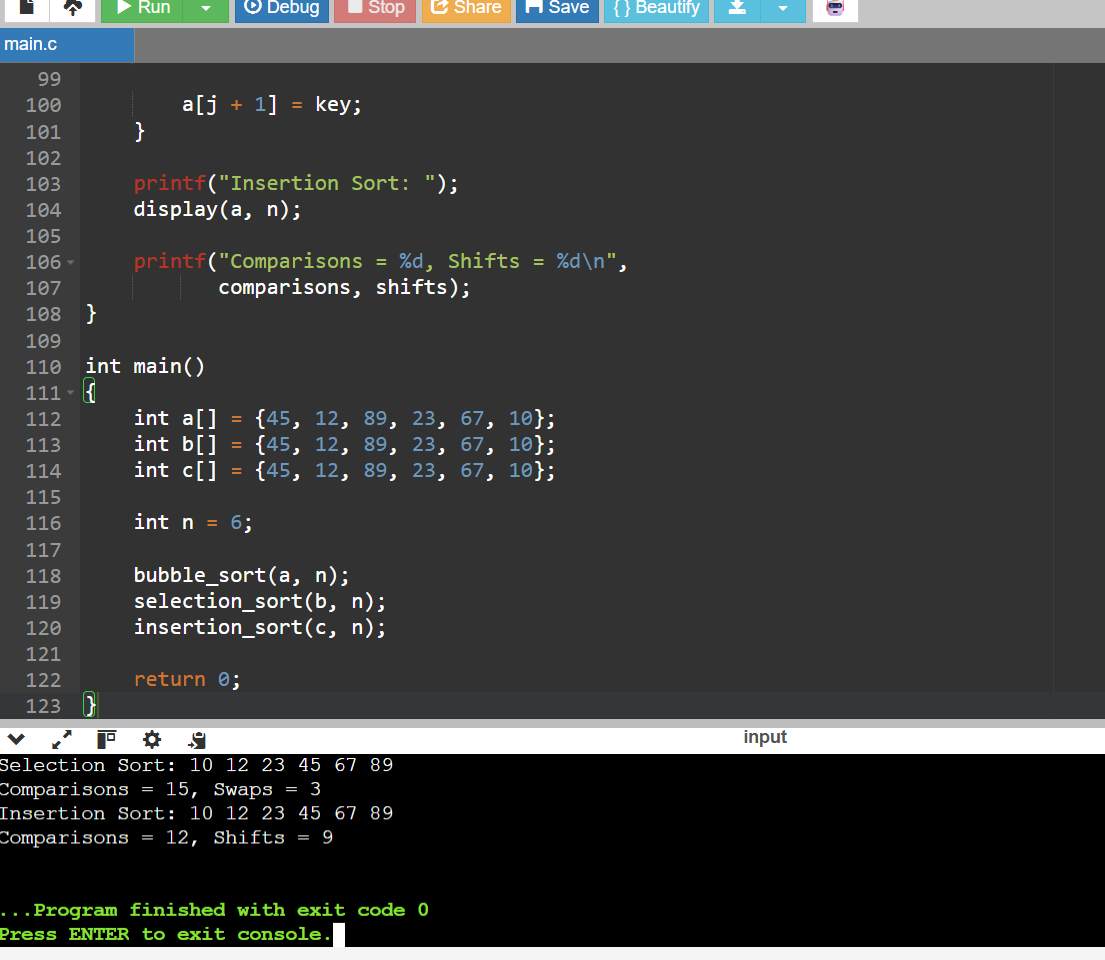 Run Debug Stop Share Save { } Beautify
main.c
99
100 a[j + 1] = key;
101 }
102
103 printf("Insertion Sort: ");
104 display(a, n);
105
106 printf("Comparisons = %d, Shifts = %d\n",
107 comparisons, shifts);
108 }
109
110 int main()
111 {
112 int a[] = {45, 12, 89, 23, 67, 10};
113 int b[] = {45, 12, 89, 23, 67, 10};
114 int c[] = {45, 12, 89, 23, 67, 10};
115
116 int n = 6;
117
118 bubble_sort(a, n);
119 selection_sort(b, n);
120 insertion_sort(c, n);
121
122 return 0;
123 }
input
Selection Sort: 10 12 23 45 67 89
Comparisons = 15, Swaps = 3
Insertion Sort: 10 12 23 45 67 89
Comparisons = 12, Shifts = 9
...Program finished with exit code 0
Press ENTER to exit console.